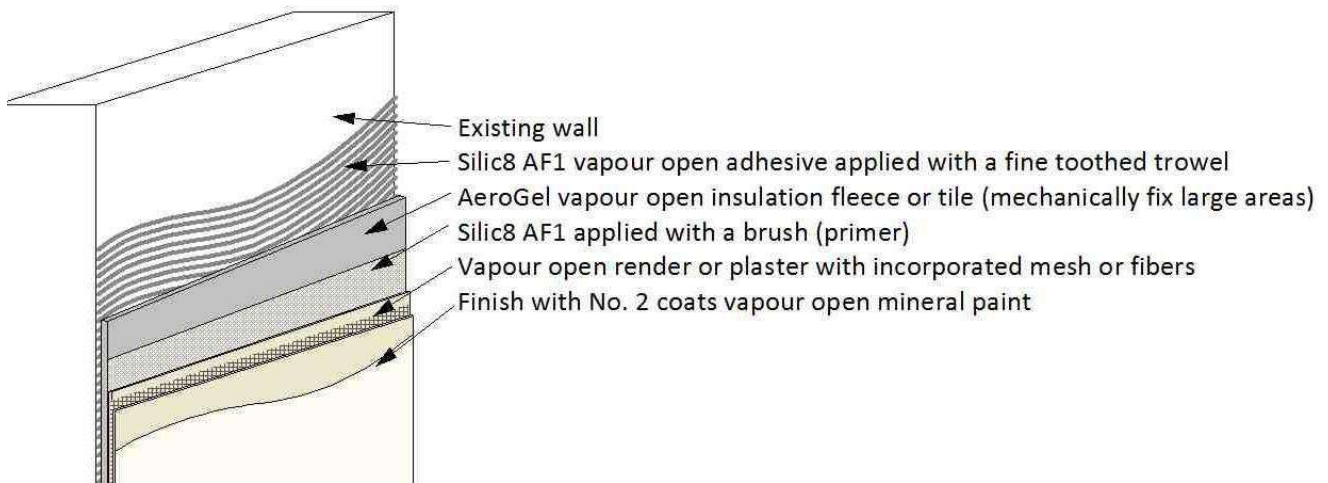 Existing wall
Silic8 AF1 vapour open adhesive applied with a fine toothed trowel
AeroGel vapour open insulation fleece or tile (mechanically fix large areas)
Silic8 AF1 applied with a brush (primer)
Vapour open render or plaster with incorporated mesh or fibers
Finish with No. 2 coats vapour open mineral paint